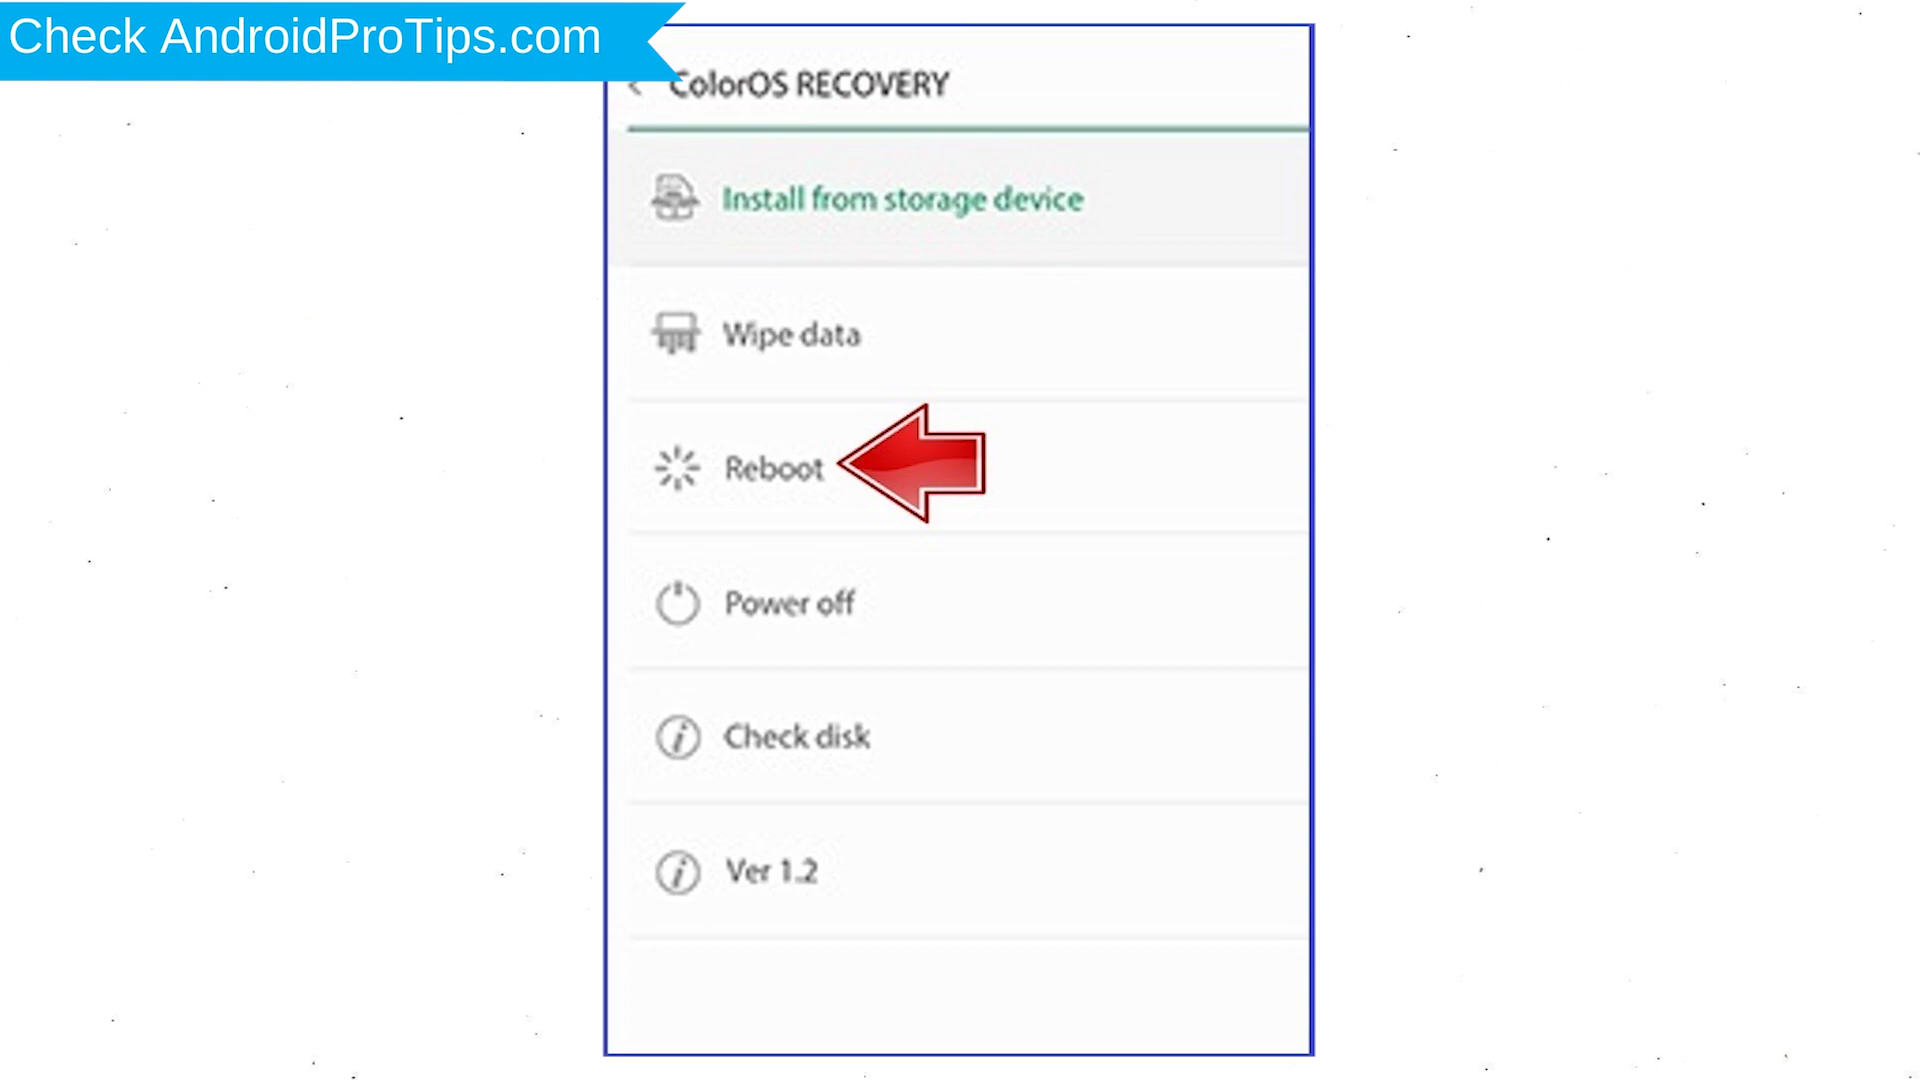 Check AndroidProTips.com
ColorOS RECOVERY
Install from storage device
Wipe data
Reboot
Power off
Check disk
Ver 1.2